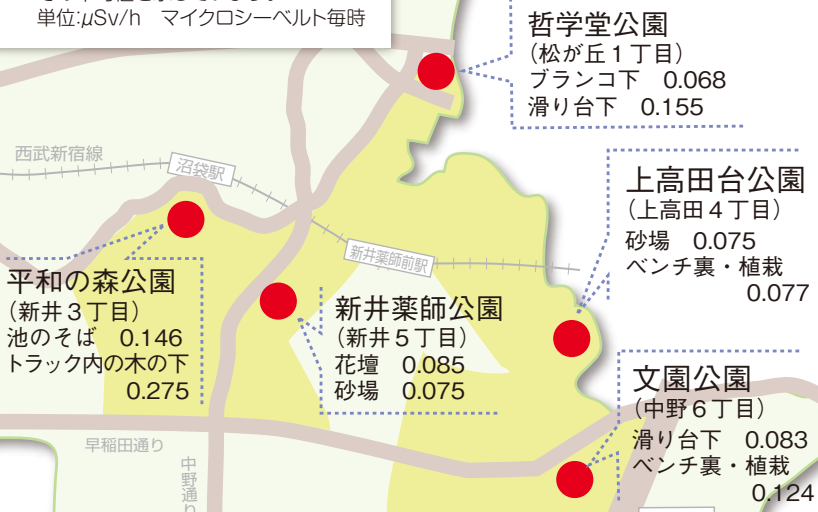 単位:μSv/h　マイクロシーベルト毎時
哲学堂公園
(松が丘1丁目)
ブランコ下　0.068
滑り台下　0.155
西武新宿線
沼袋駅
上高田台公園
(上高田4丁目)
砂場　0.075
ベンチ裏・植栽
0.077
新井薬師前駅
平和の森公園
(新井3丁目)
池のそば　0.146
トラック内の木の下
0.275
新井薬師公園
(新井5丁目)
花壇　0.085
砂場　0.075
文園公園
(中野6丁目)
滑り台下　0.083
ベンチ裏・植栽
0.124
早稲田通り
中野通り